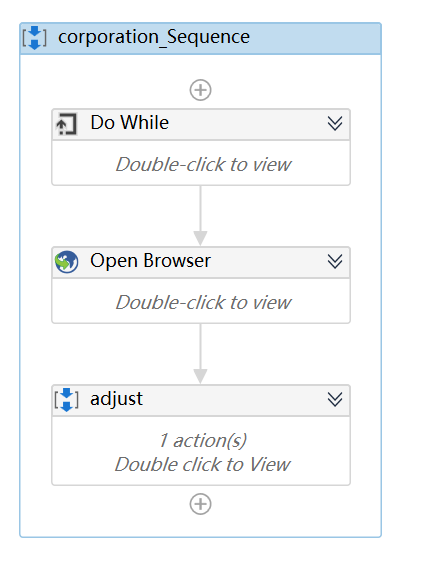 corporation_Sequence
Do While
Double-click to view
Open Browser
Double-click to view
adjust
1 action(s)
Double click to View